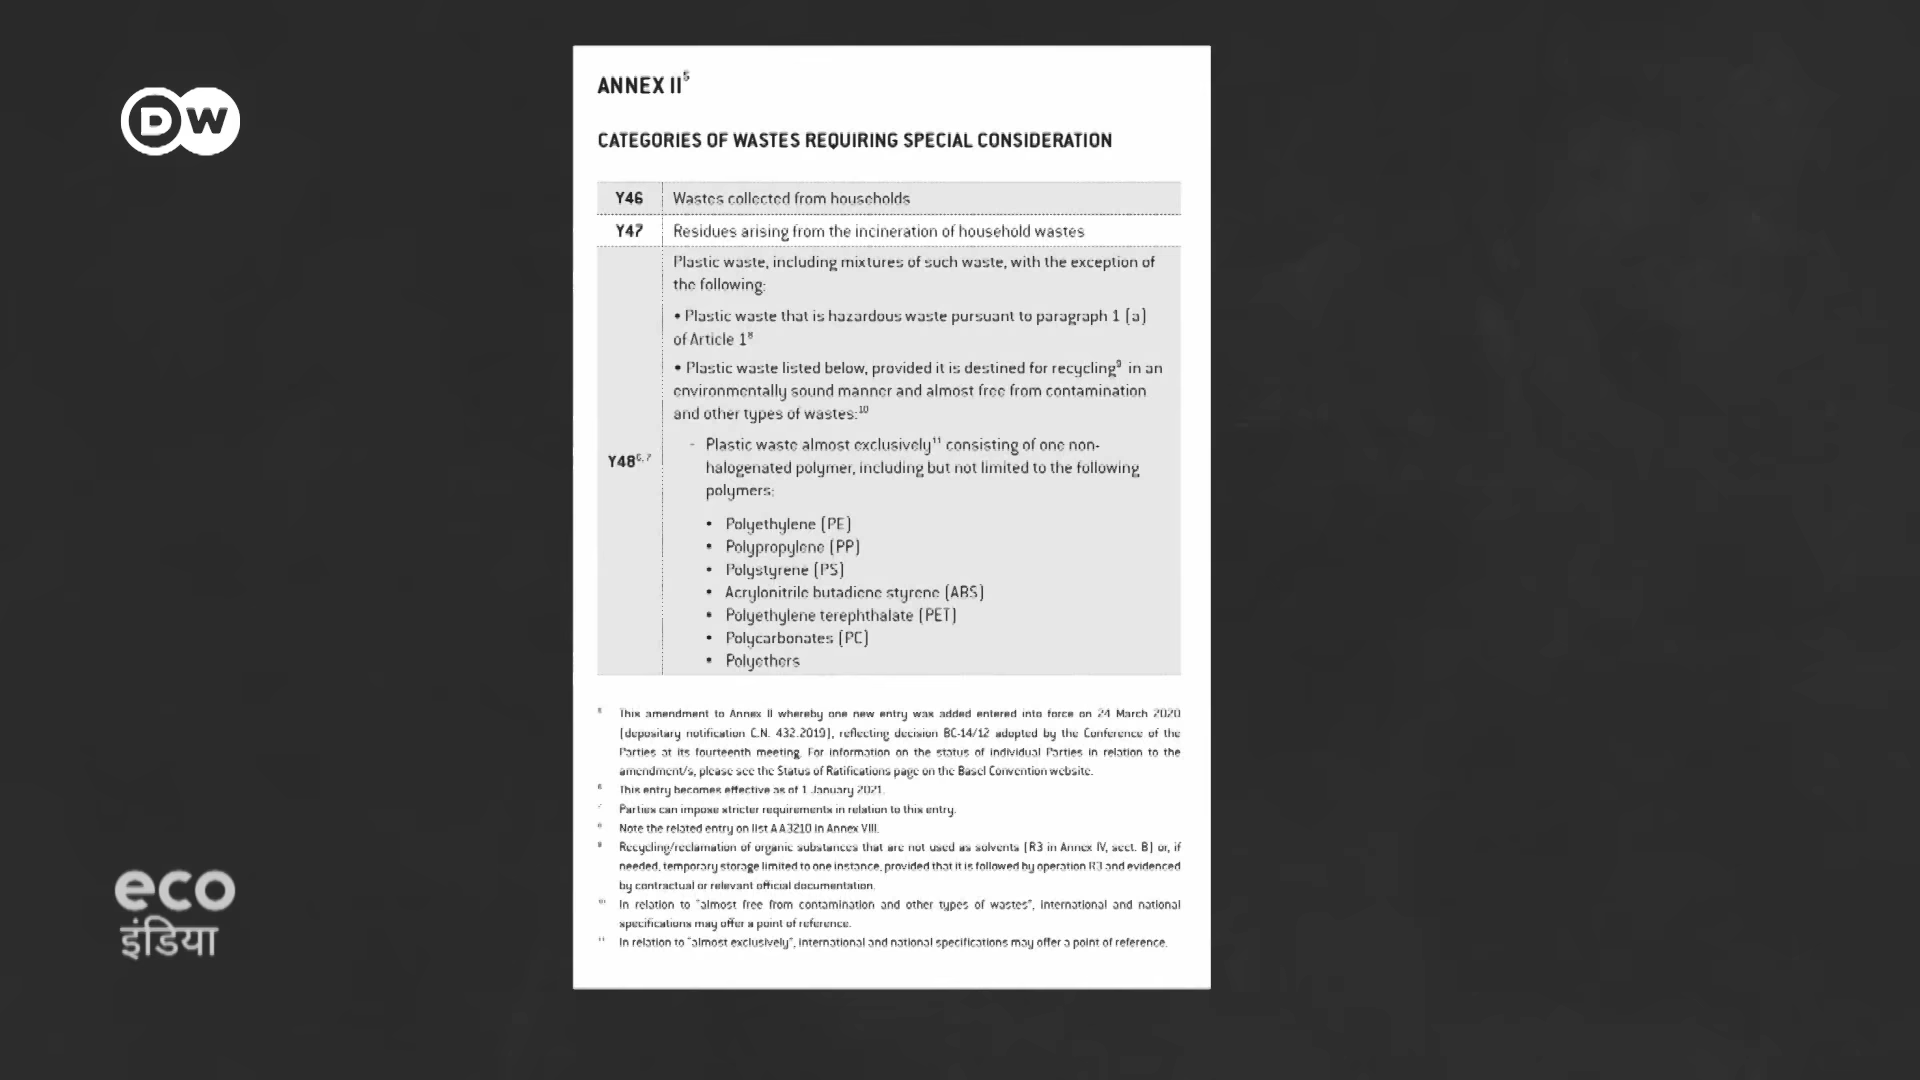 DW
ANNEX II⁵
CATEGORIES OF WASTES REQUIRING SPECIAL CONSIDERATION
Y46 Wastes collected from households
Y47 Residues arising from the incineration of household wastes
Y48⁶·⁷
Plastic waste, including mixtures of such waste, with the exception of
the following:
• Plastic waste that is hazardous waste pursuant to paragraph 1 (a)
of Article 1⁸
• Plastic waste listed below, provided it is destined for recycling⁹ in an
environmentally sound manner and almost free from contamination
and other types of wastes:¹⁰
- Plastic waste almost exclusively¹¹ consisting of one non-
halogenated polymer, including but not limited to the following
polymers:
• Polyethylene (PE)
• Polypropylene (PP)
• Polystyrene (PS)
• Acrylonitrile butadiene styrene (ABS)
• Polyethylene terephthalate (PET)
• Polycarbonates (PC)
• Polyethers
⁵ This amendment to Annex II whereby one new entry was added entered into force on 24 March 2020
(depositary notification C.N. 432.2019), reflecting decision BC-14/12 adopted by the Conference of the
Parties at its fourteenth meeting. For information on the status of individual Parties in relation to the
amendment/s, please see the Status of Ratifications page on the Basel Convention website.
⁶ This entry becomes effective as of 1 January 2021.
⁷ Parties can impose stricter requirements in relation to this entry.
⁸ Note the related entry on list A A3210 in Annex VIII.
⁹ Recycling/reclamation of organic substances that are not used as solvents (R3 in Annex IV, sect. B) or, if
needed, temporary storage limited to one instance, provided that it is followed by operation R3 and evidenced
by contractual or relevant official documentation.
¹⁰ In relation to "almost free from contamination and other types of wastes", international and national
specifications may offer a point of reference.
¹¹ In relation to "almost exclusively", international and national specifications may offer a point of reference.
eco
इंडिया